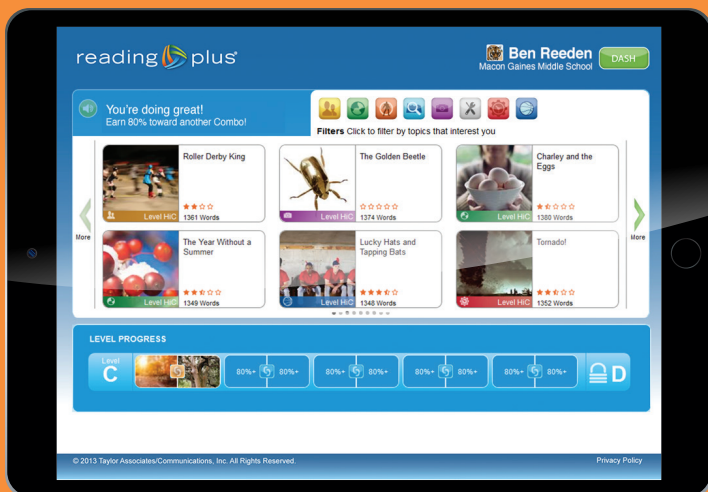 reading plus®
Ben Reeden
Macon Gaines Middle School
DASH
You're doing great!
Earn 80% toward another Combo!
Filters Click to filter by topics that interest you
Roller Derby King
Level HiC
1361 Words
The Golden Beetle
Level HiC
1374 Words
Charley and the
Eggs
Level HiC
1380 Words
More
More
The Year Without a
Summer
Level HiC
1349 Words
Lucky Hats and
Tapping Bats
Level HiC
1348 Words
Tornado!
Level HiC
1352 Words
LEVEL PROGRESS
Level
C
80%+ 80%+
80%+ 80%+
80%+ 80%+
80%+ 80%+
D
© 2013 Taylor Associates/Communications, Inc. All Rights Reserved.
Privacy Policy